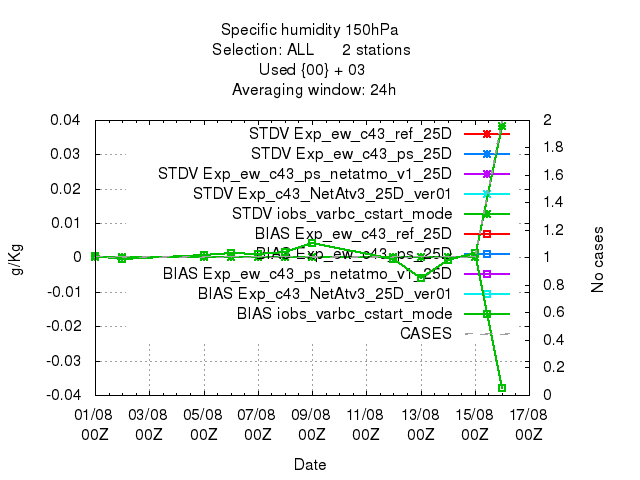 Specific humidity 150hPa
Selection: ALL 2 stations
Used {00} + 03
Averaging window: 24h
0.04
0.03
0.02
0.01
0
-0.01
-0.02
-0.03
-0.04
g/Kg
STDV Exp_ew_c43_ref_25D
STDV Exp_ew_c43_ps_25D
STDV Exp_ew_c43_ps_netatmo_v1_25D
STDV Exp_c43_NetAtv3_25D_ver01
STDV iobs_varbc_cstart_mode
BIAS Exp_ew_c43_ref_25D
BIAS Exp_ew_c43_ps_25D
BIAS Exp_ew_c43_ps_netatmo_v1_25D
BIAS Exp_c43_NetAtv3_25D_ver01
BIAS iobs_varbc_cstart_mode
CASES
2
1.8
1.6
1.4
1.2
1
0.8
0.6
0.4
0.2
0
No cases
01/08 03/08 05/08 07/08 09/08 11/08 13/08 15/08 17/08
00Z 00Z 00Z 00Z 00Z 00Z 00Z 00Z 00Z
Date